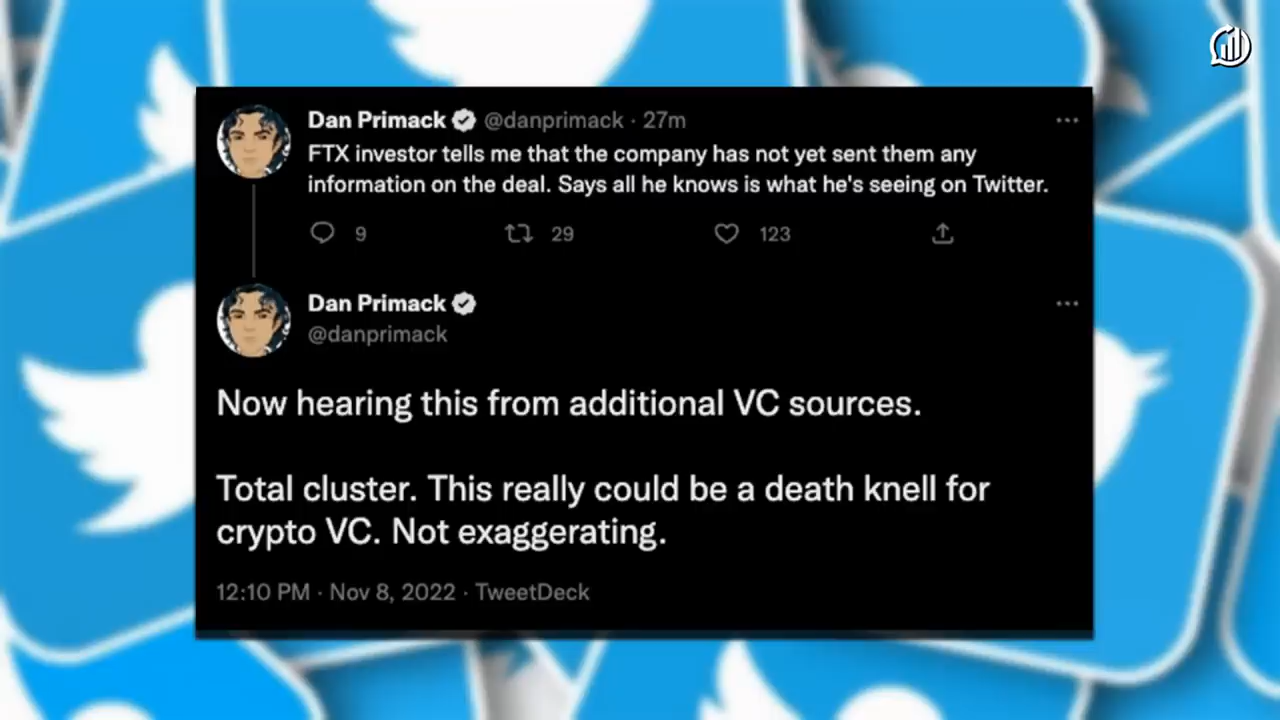 Dan Primack @danprimack · 27m
FTX investor tells me that the company has not yet sent them any
information on the deal. Says all he knows is what he's seeing on Twitter.
9 29 123
Dan Primack
@danprimack
Now hearing this from additional VC sources.
Total cluster. This really could be a death knell for
crypto VC. Not exaggerating.
12:10 PM · Nov 8, 2022 · TweetDeck